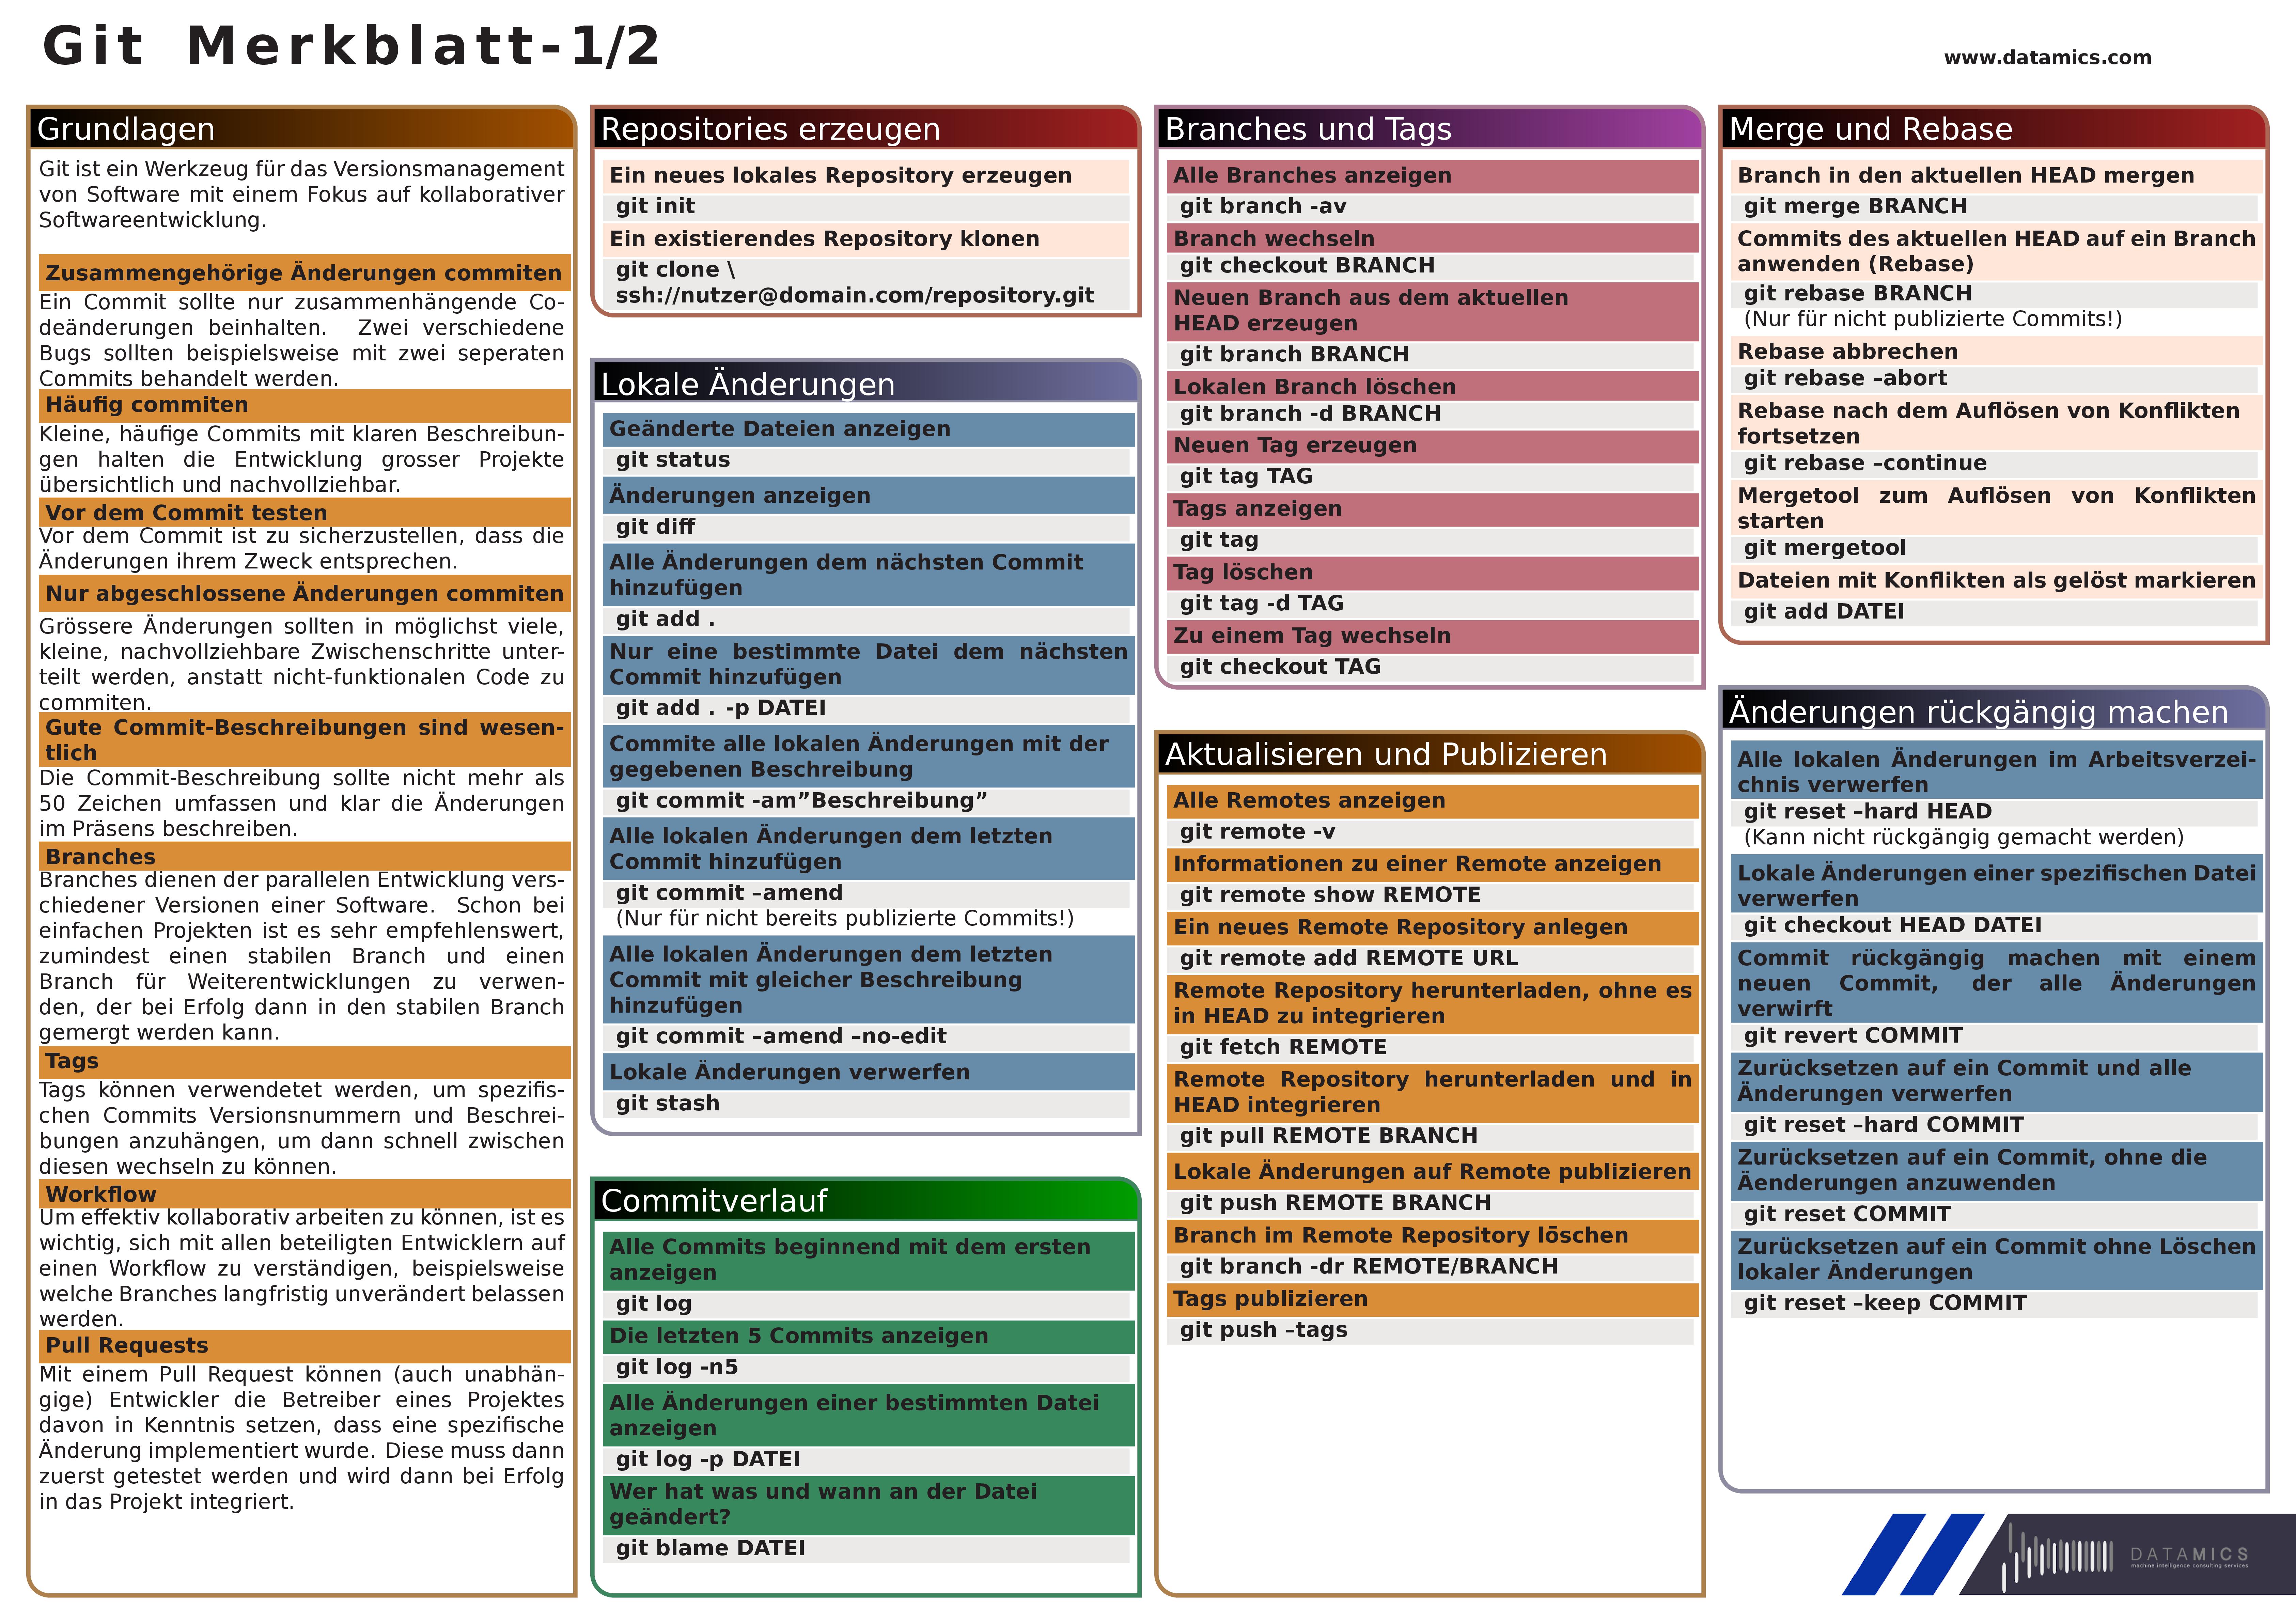 Git Merkblatt-1/2
www.datamics.com
Grundlagen
Git ist ein Werkzeug für das Versionsmanagement
von Software mit einem Fokus auf kollaborativer
Softwareentwicklung.
Zusammengehörige Änderungen commiten
Ein Commit sollte nur zusammenhängende Co-
deänderungen beinhalten. Zwei verschiedene
Bugs sollten beispielsweise mit zwei seperaten
Commits behandelt werden.
Häufig commiten
Kleine, häufige Commits mit klaren Beschreibun-
gen halten die Entwicklung grosser Projekte
übersichtlich und nachvollziehbar.
Vor dem Commit testen
Vor dem Commit ist zu sicherzustellen, dass die
Änderungen ihrem Zweck entsprechen.
Nur abgeschlossene Änderungen commiten
Grössere Änderungen sollten in möglichst viele,
kleine, nachvollziehbare Zwischenschritte unter-
teilt werden, anstatt nicht-funktionalen Code zu
commiten.
Gute Commit-Beschreibungen sind wesen-
tlich
Die Commit-Beschreibung sollte nicht mehr als
50 Zeichen umfassen und klar die Änderungen
im Präsens beschreiben.
Branches
Branches dienen der parallelen Entwicklung vers-
chiedener Versionen einer Software. Schon bei
einfachen Projekten ist es sehr empfehlenswert,
zumindest einen stabilen Branch und einen
Branch für Weiterentwicklungen zu verwen-
den, der bei Erfolg dann in den stabilen Branch
gemergt werden kann.
Tags
Tags können verwendetet werden, um spezifis-
chen Commits Versionsnummern und Beschrei-
bungen anzuhängen, um dann schnell zwischen
diesen wechseln zu können.
Workflow
Um effektiv kollaborativ arbeiten zu können, ist es
wichtig, sich mit allen beteiligten Entwicklern auf
einen Workflow zu verständigen, beispielsweise
welche Branches langfristig unverändert belassen
werden.
Pull Requests
Mit einem Pull Request können (auch unabhän-
gige) Entwickler die Betreiber eines Projektes
davon in Kenntnis setzen, dass eine spezifische
Änderung implementiert wurde. Diese muss dann
zuerst getestet werden und wird dann bei Erfolg
in das Projekt integriert.
Repositories erzeugen
Ein neues lokales Repository erzeugen
git init
Ein existierendes Repository klonen
git clone \
ssh://nutzer@domain.com/repository.git
Lokale Änderungen
Geänderte Dateien anzeigen
git status
Änderungen anzeigen
git diff
Alle Änderungen dem nächsten Commit
hinzufügen
git add .
Nur eine bestimmte Datei dem nächsten
Commit hinzufügen
git add . -p DATEI
Commite alle lokalen Änderungen mit der
gegebenen Beschreibung
git commit -am”Beschreibung”
Alle lokalen Änderungen dem letzten
Commit hinzufügen
git commit –amend
(Nur für nicht bereits publizierte Commits!)
Alle lokalen Änderungen dem letzten
Commit mit gleicher Beschreibung
hinzufügen
git commit –amend –no-edit
Lokale Änderungen verwerfen
git stash
Commitverlauf
Alle Commits beginnend mit dem ersten
anzeigen
git log
Die letzten 5 Commits anzeigen
git log -n5
Alle Änderungen einer bestimmten Datei
anzeigen
git log -p DATEI
Wer hat was und wann an der Datei
geändert?
git blame DATEI
Branches und Tags
Alle Branches anzeigen
git branch -av
Branch wechseln
git checkout BRANCH
Neuen Branch aus dem aktuellen
HEAD erzeugen
git branch BRANCH
Lokalen Branch löschen
git branch -d BRANCH
Neuen Tag erzeugen
git tag TAG
Tags anzeigen
git tag
Tag löschen
git tag -d TAG
Zu einem Tag wechseln
git checkout TAG
Aktualisieren und Publizieren
Alle Remotes anzeigen
git remote -v
Informationen zu einer Remote anzeigen
git remote show REMOTE
Ein neues Remote Repository anlegen
git remote add REMOTE URL
Remote Repository herunterladen, ohne es
in HEAD zu integrieren
git fetch REMOTE
Remote Repository herunterladen und in
HEAD integrieren
git pull REMOTE BRANCH
Lokale Änderungen auf Remote publizieren
git push REMOTE BRANCH
Branch im Remote Repository lōschen
git branch -dr REMOTE/BRANCH
Tags publizieren
git push –tags
Merge und Rebase
Branch in den aktuellen HEAD mergen
git merge BRANCH
Commits des aktuellen HEAD auf ein Branch
anwenden (Rebase)
git rebase BRANCH
(Nur für nicht publizierte Commits!)
Rebase abbrechen
git rebase –abort
Rebase nach dem Auflösen von Konflikten
fortsetzen
git rebase –continue
Mergetool zum Auflösen von Konflikten
starten
git mergetool
Dateien mit Konflikten als gelöst markieren
git add DATEI
Änderungen rückgängig machen
Alle lokalen Änderungen im Arbeitsverzei-
chnis verwerfen
git reset –hard HEAD
(Kann nicht rückgängig gemacht werden)
Lokale Änderungen einer spezifischen Datei
verwerfen
git checkout HEAD DATEI
Commit rückgängig machen mit einem
neuen Commit, der alle Änderungen
verwirft
git revert COMMIT
Zurücksetzen auf ein Commit und alle
Änderungen verwerfen
git reset –hard COMMIT
Zurücksetzen auf ein Commit, ohne die
Äenderungen anzuwenden
git reset COMMIT
Zurücksetzen auf ein Commit ohne Löschen
lokaler Änderungen
git reset –keep COMMIT
DATAMICS
machine intelligence consulting services